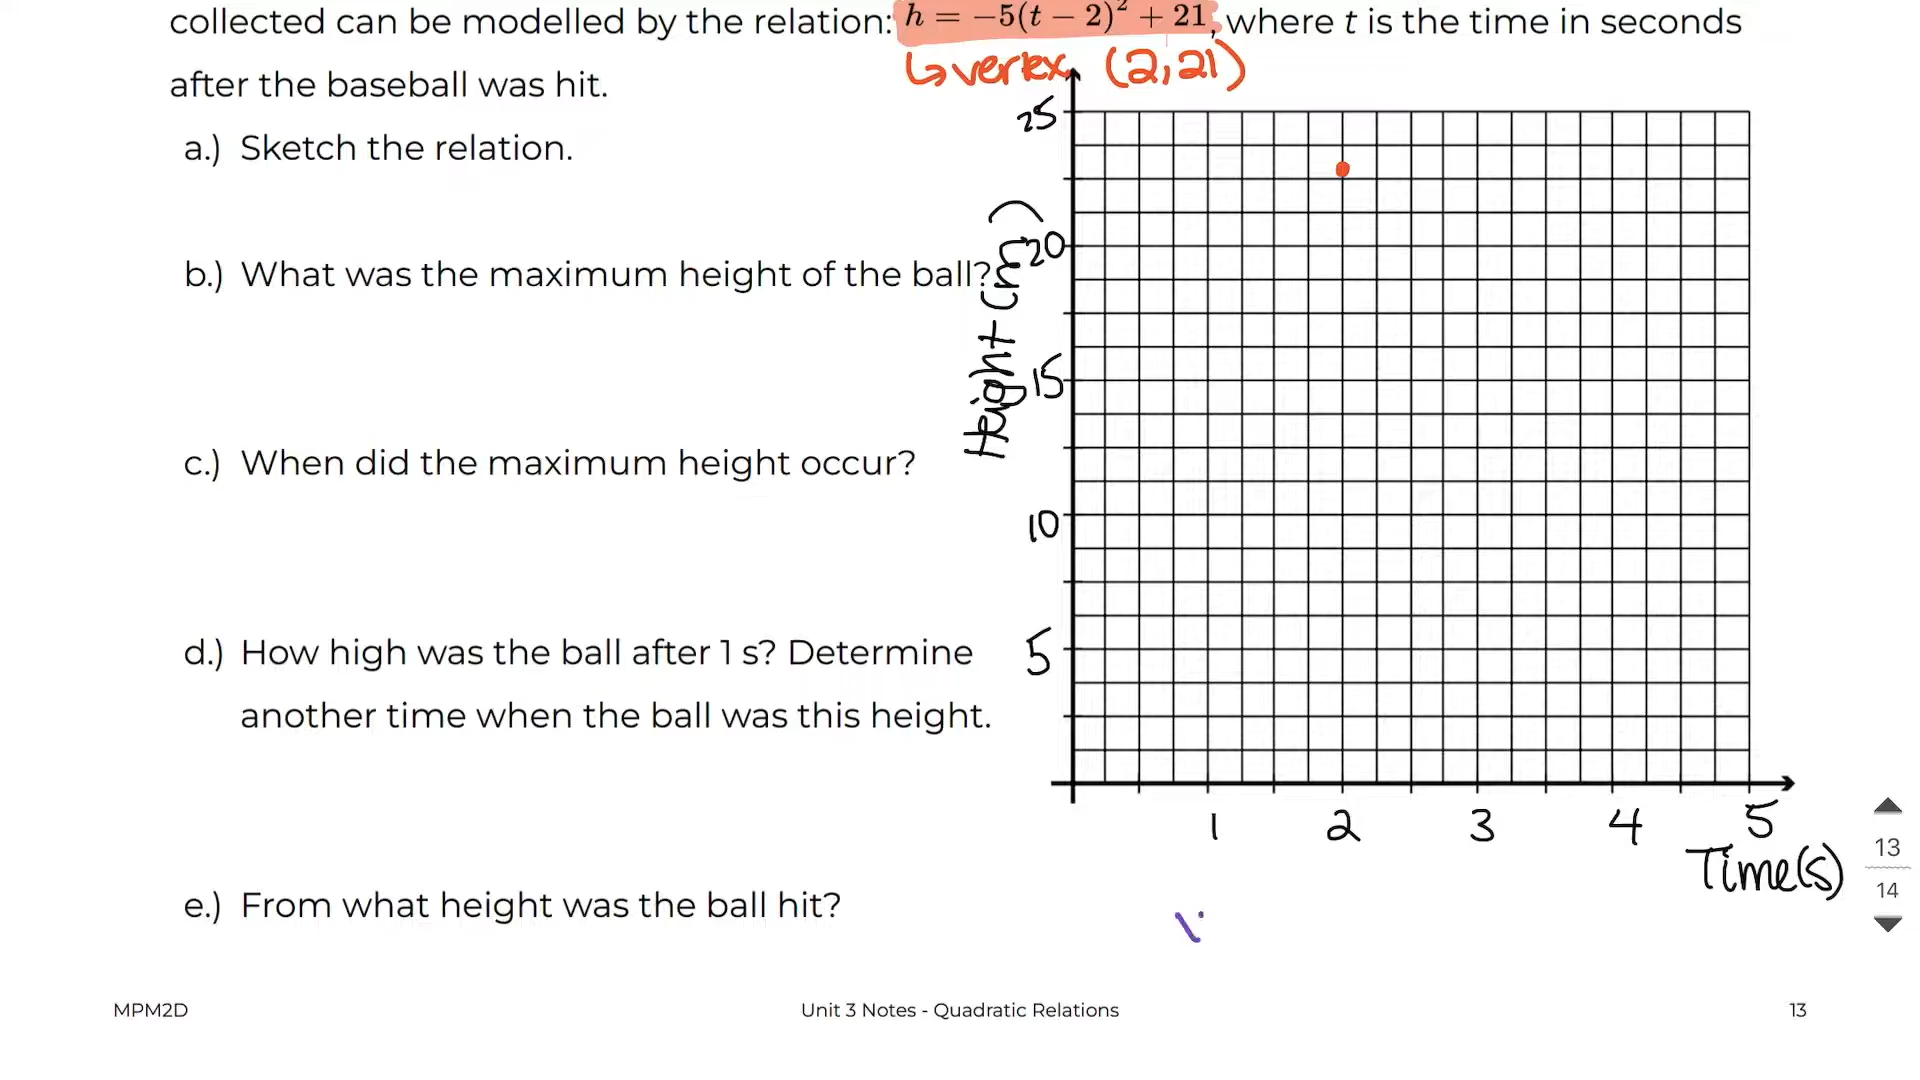 collected can be modelled by the relation: h = −5(t − 2)² + 21, where t is the time in seconds
↳ vertex (2,21)
after the baseball was hit.
a.) Sketch the relation.
b.) What was the maximum height of the ball?
c.) When did the maximum height occur?
d.) How high was the ball after 1 s? Determine
another time when the ball was this height.
e.) From what height was the ball hit?
Height (m)
25
20
15
10
5
1 2 3 4 5
Time(s)
13
14
MPM2D Unit 3 Notes - Quadratic Relations 13